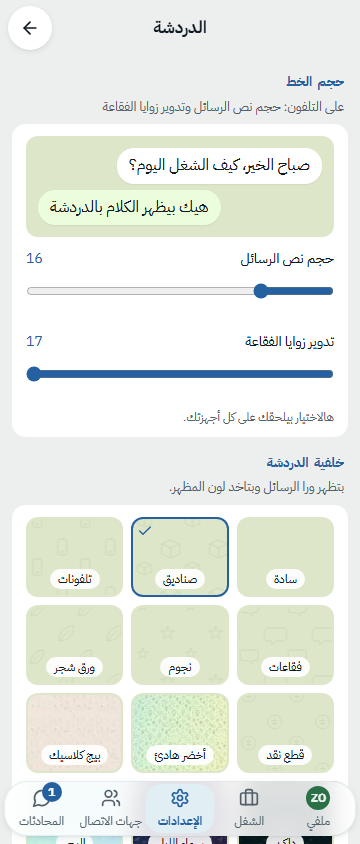 الدردشة
حجم الخط
على التلفون: حجم نص الرسائل وتدوير زوايا الفقاعة
صباح الخير، كيف الشغل اليوم؟
هيك بيظهر الكلام بالدردشة
حجم نص الرسائل 16
تدوير زوايا الفقاعة 17
هالاختيار بيلحقك على كل أجهزتك.
خلفية الدردشة
بتظهر ورا الرسائل وبتاخد لون المظهر.
سادة صناديق تلفونات
فقاعات نجوم ورق شجر
قطع نقد أخضر هادئ بيج كلاسيك
ZO 1
ملفي الشغل الإعدادات جهات الاتصال المحادثات